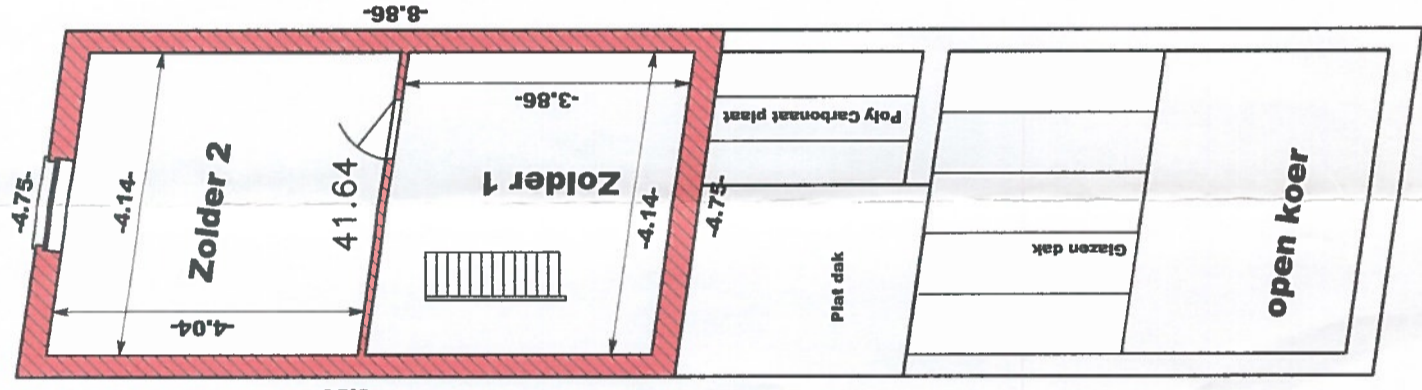 -8.86-
-4.75-
-4.14-
Zolder 2
-4.04-
41.64
-3.86-
Zolder 1
-4.14-
-4.75-
Poly Carbonaat plaat
Plat dak
Glazen dak
open koer